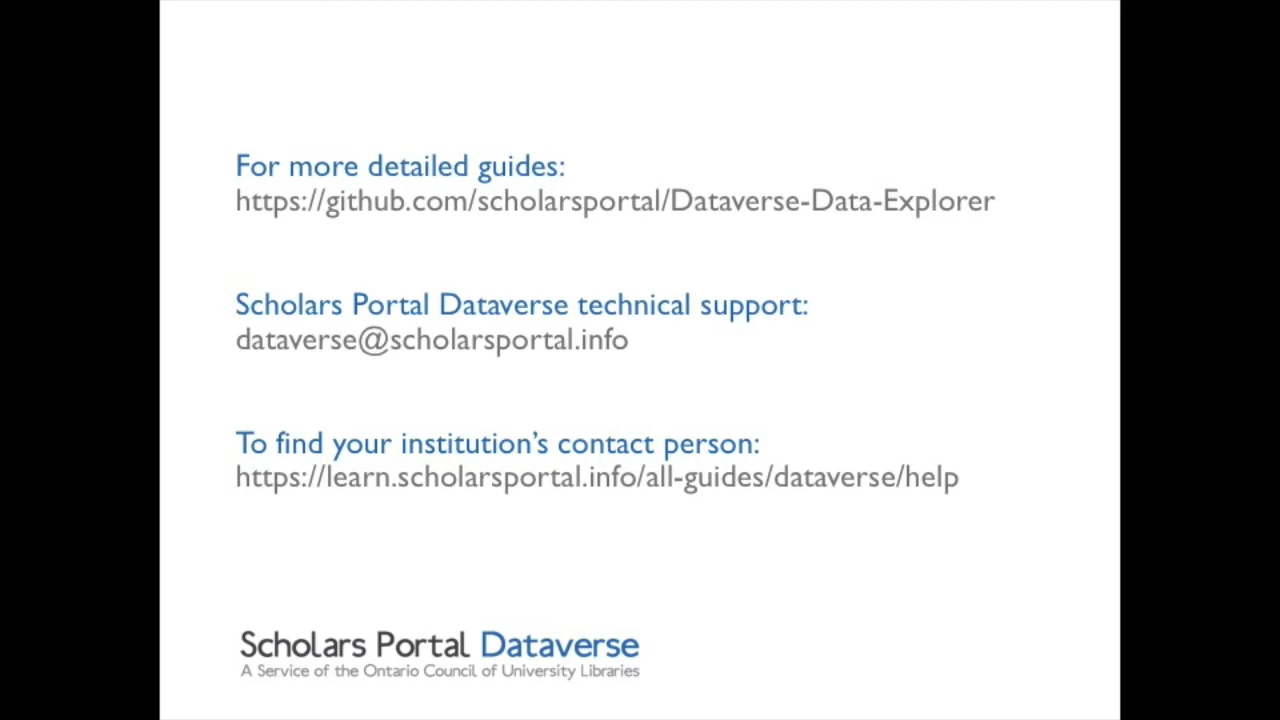 For more detailed guides:
https://github.com/scholarsportal/Dataverse-Data-Explorer
Scholars Portal Dataverse technical support:
dataverse@scholarsportal.info
To find your institution’s contact person:
https://learn.scholarsportal.info/all-guides/dataverse/help
Scholars Portal Dataverse
A Service of the Ontario Council of University Libraries